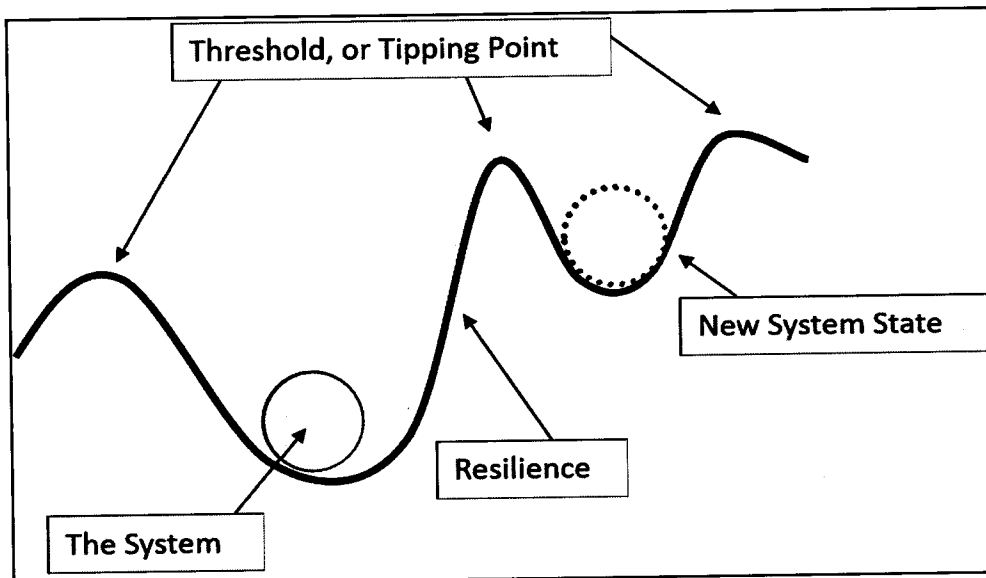 Threshold, or Tipping Point
New System State
Resilience
The System